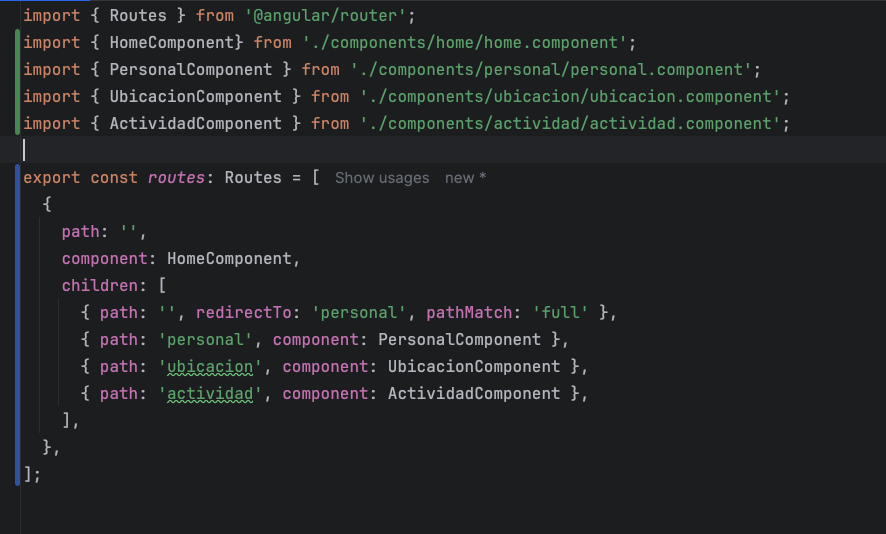 import { Routes } from '@angular/router';
import { HomeComponent} from './components/home/home.component';
import { PersonalComponent } from './components/personal/personal.component';
import { UbicacionComponent } from './components/ubicacion/ubicacion.component';
import { ActividadComponent } from './components/actividad/actividad.component';
export const routes: Routes = [ Show usages new *
  {
    path: '',
    component: HomeComponent,
    children: [
      { path: '', redirectTo: 'personal', pathMatch: 'full' },
      { path: 'personal', component: PersonalComponent },
      { path: 'ubicacion', component: UbicacionComponent },
      { path: 'actividad', component: ActividadComponent },
    ],
  },
];